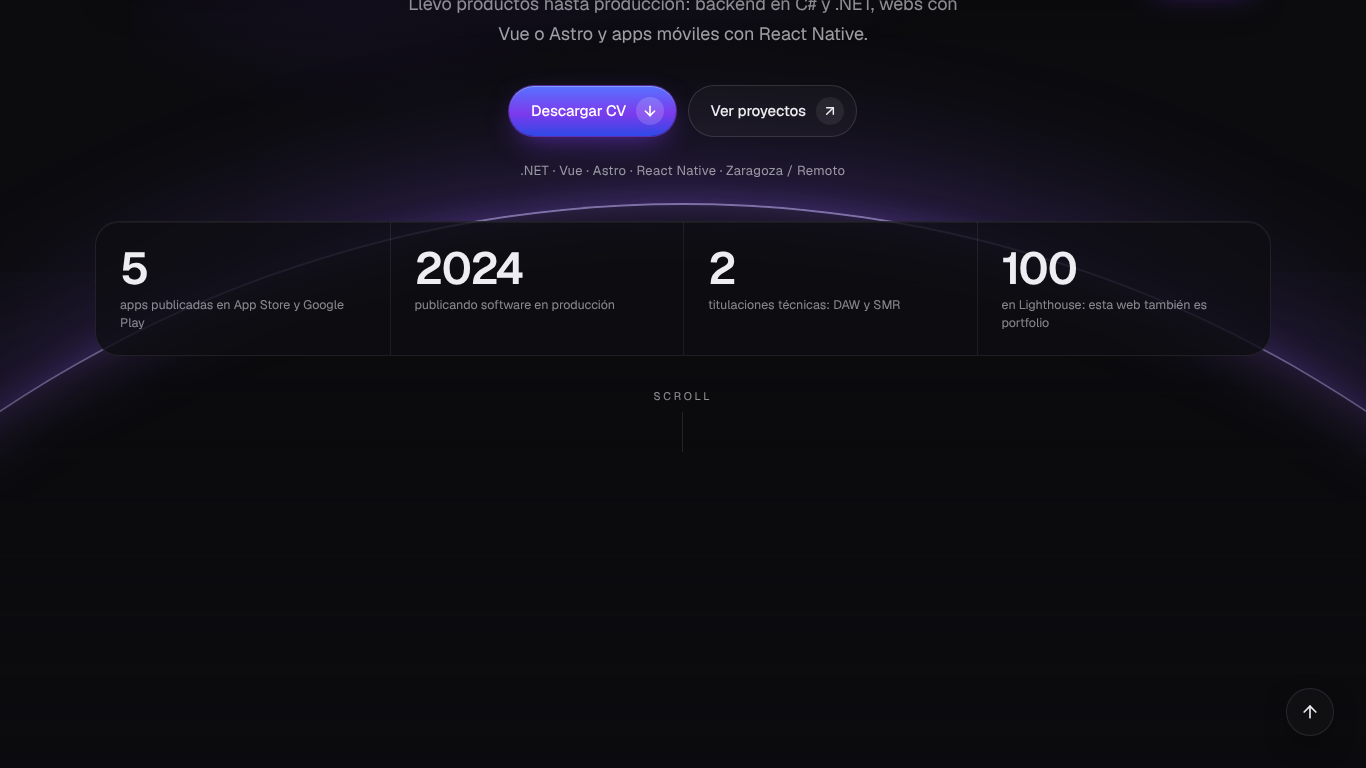 Llevo productos hasta producción: backend en C# y .NET, webs con
Vue o Astro y apps móviles con React Native.
Descargar CV
Ver proyectos
.NET · Vue · Astro · React Native · Zaragoza / Remoto
5
apps publicadas en App Store y Google
Play
2024
publicando software en producción
2
titulaciones técnicas: DAW y SMR
100
en Lighthouse: esta web también es
portfolio
SCROLL